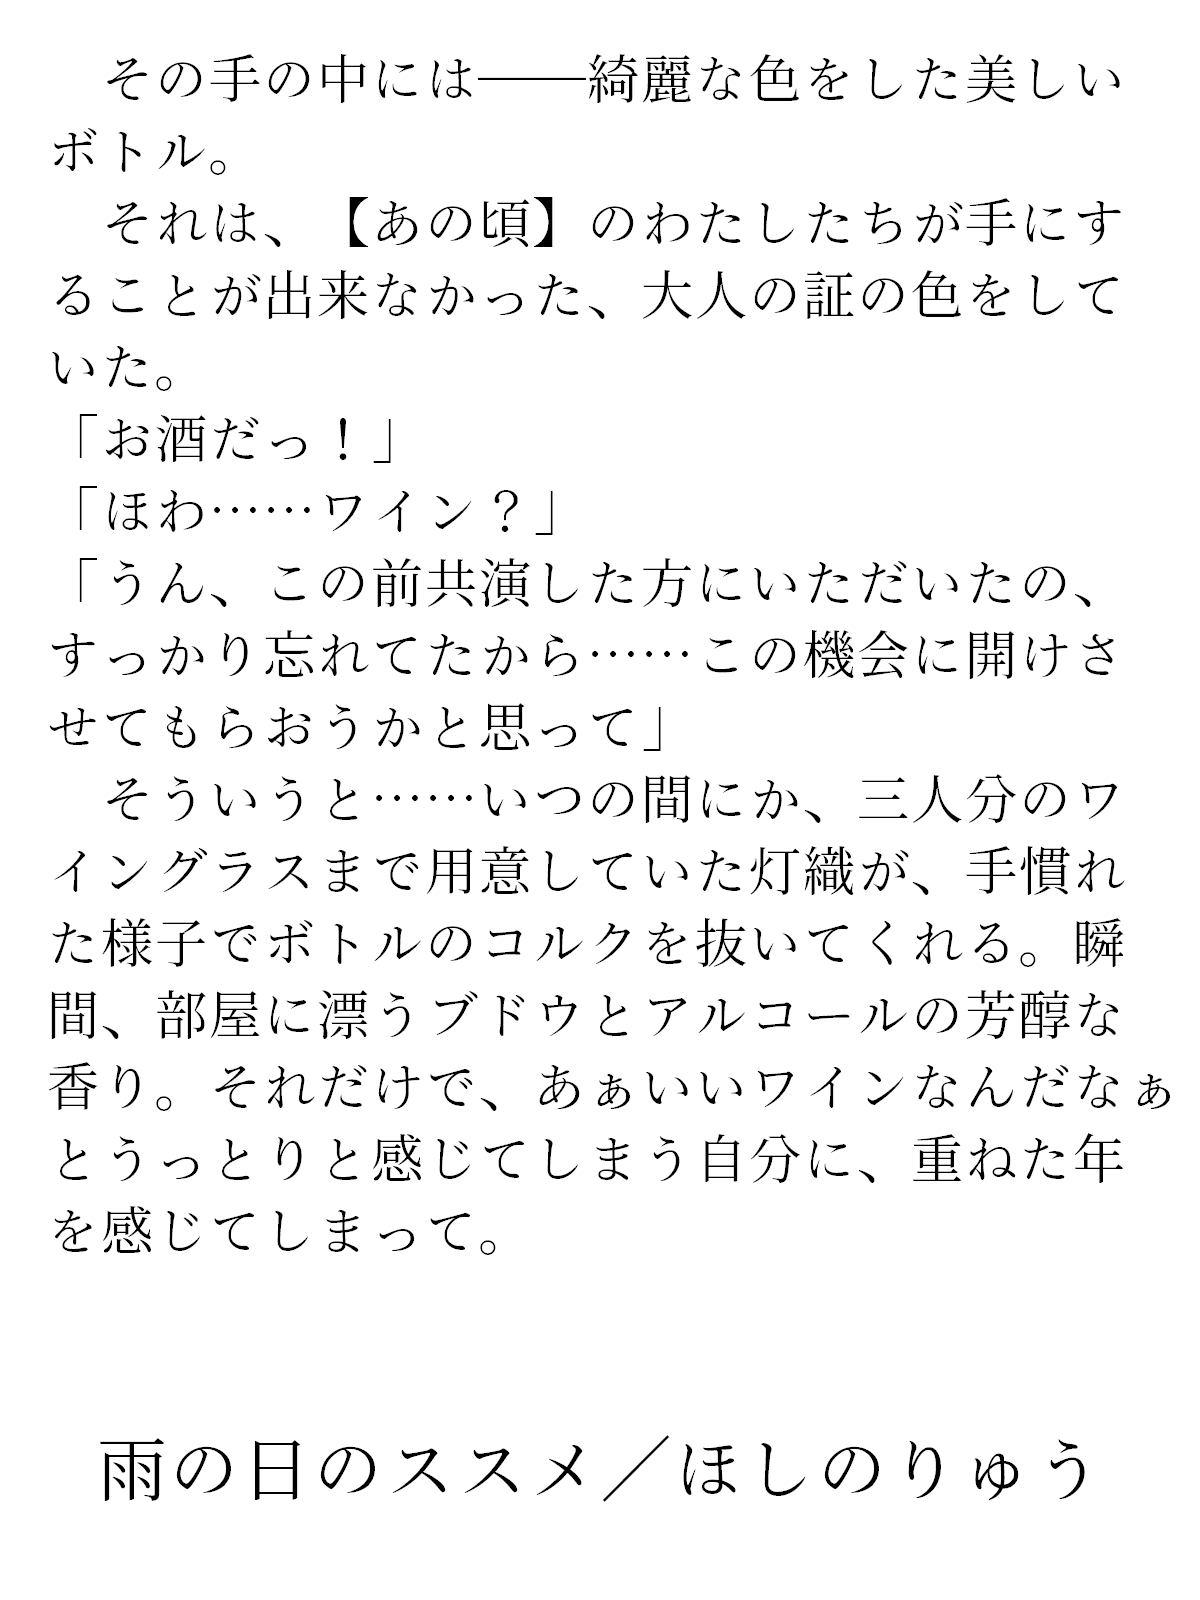 その手の中には――綺麗な色をした美しい
ボトル。
　それは、【あの頃】のわたしたちが手にす
ることが出来なかった、大人の証の色をして
いた。
「お酒だっ！」
「ほわ……ワイン？」
「うん、この前共演した方にいただいたの、
すっかり忘れてたから……この機会に開けさ
せてもらおうかと思って」
　そういうと……いつの間にか、三人分のワ
イングラスまで用意していた灯織が、手慣れ
た様子でボトルのコルクを抜いてくれる。瞬
間、部屋に漂うブドウとアルコールの芳醇な
香り。それだけで、あぁいいワインなんだなぁ
とうっとりと感じてしまう自分に、重ねた年
を感じてしまって。
雨の日のススメ／ほしのりゅう